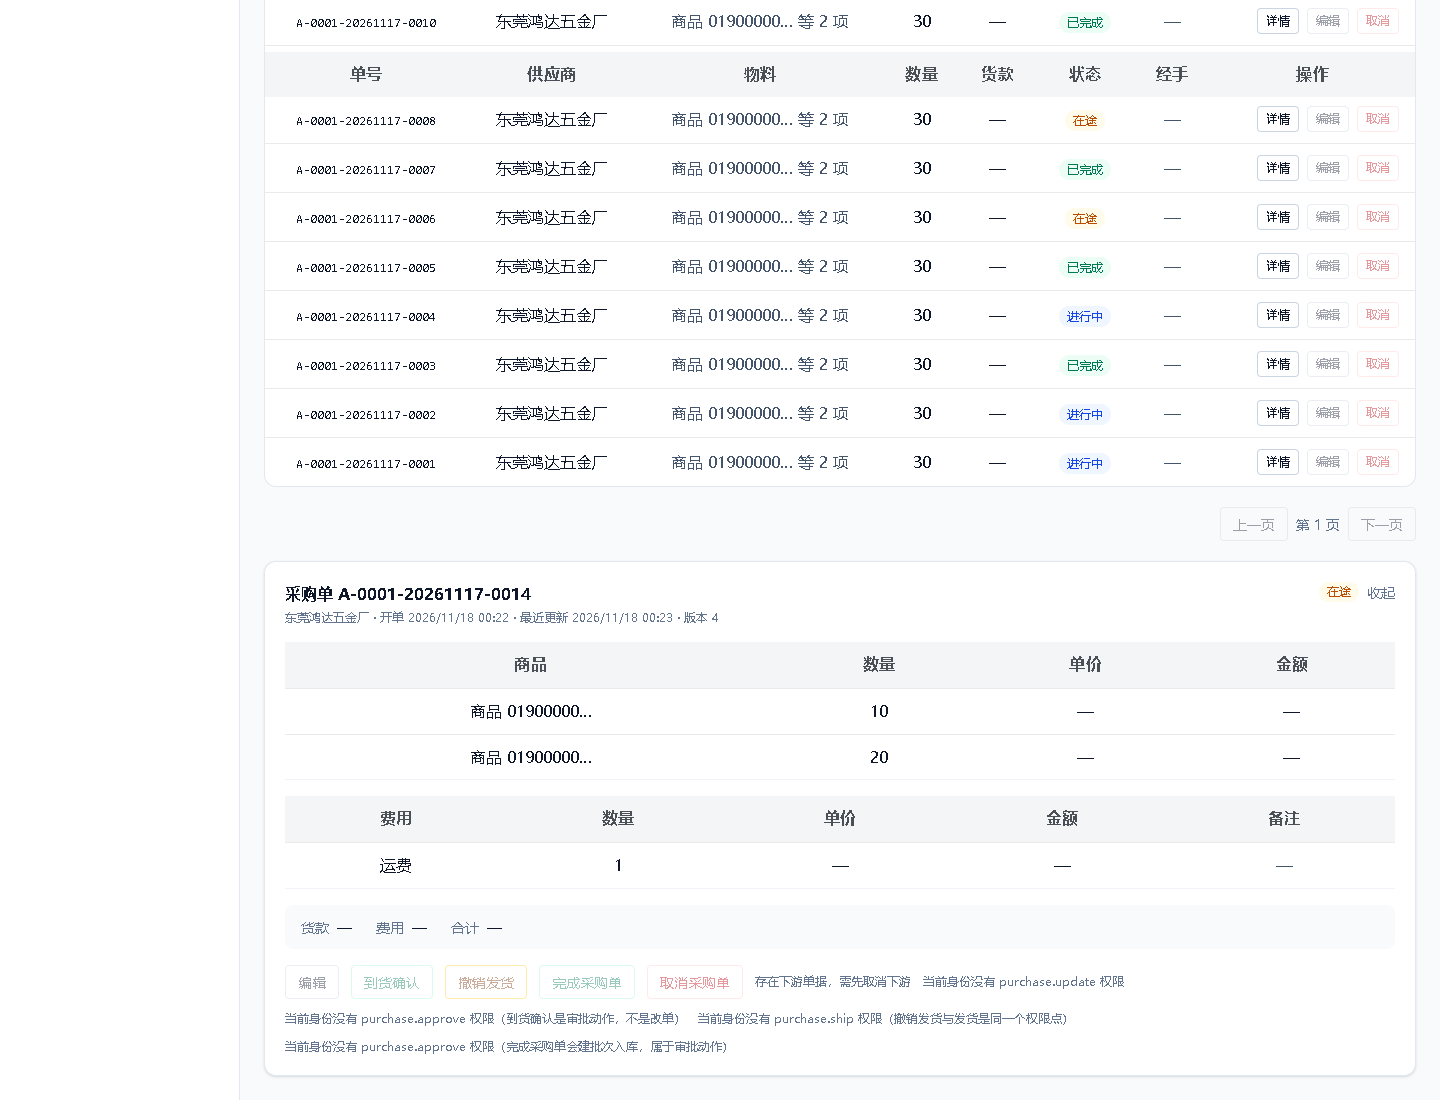 A-0001-20261117-0010 东莞鸿达五金厂 商品 01900000... 等 2 项 30 — 已完成 — 详情 编辑 取消
单号 供应商 物料 数量 货款 状态 经手 操作
A-0001-20261117-0008 东莞鸿达五金厂 商品 01900000... 等 2 项 30 — 在途 — 详情 编辑 取消
A-0001-20261117-0007 东莞鸿达五金厂 商品 01900000... 等 2 项 30 — 已完成 — 详情 编辑 取消
A-0001-20261117-0006 东莞鸿达五金厂 商品 01900000... 等 2 项 30 — 在途 — 详情 编辑 取消
A-0001-20261117-0005 东莞鸿达五金厂 商品 01900000... 等 2 项 30 — 已完成 — 详情 编辑 取消
A-0001-20261117-0004 东莞鸿达五金厂 商品 01900000... 等 2 项 30 — 进行中 — 详情 编辑 取消
A-0001-20261117-0003 东莞鸿达五金厂 商品 01900000... 等 2 项 30 — 已完成 — 详情 编辑 取消
A-0001-20261117-0002 东莞鸿达五金厂 商品 01900000... 等 2 项 30 — 进行中 — 详情 编辑 取消
A-0001-20261117-0001 东莞鸿达五金厂 商品 01900000... 等 2 项 30 — 进行中 — 详情 编辑 取消
上一页 第 1 页 下一页
采购单 A-0001-20261117-0014 在途 收起
东莞鸿达五金厂 · 开单 2026/11/18 00:22 · 最近更新 2026/11/18 00:23 · 版本 4
商品 数量 单价 金额
商品 01900000... 10 — —
商品 01900000... 20 — —
费用 数量 单价 金额 备注
运费 1 — — —
货款 — 费用 — 合计 —
编辑 到货确认 撤销发货 完成采购单 取消采购单 存在下游单据，需先取消下游 当前身份没有 purchase.update 权限
当前身份没有 purchase.approve 权限（到货确认是审批动作，不是改单） 当前身份没有 purchase.ship 权限（撤销发货与发货是同一个权限点）
当前身份没有 purchase.approve 权限（完成采购单会建批次入库，属于审批动作）